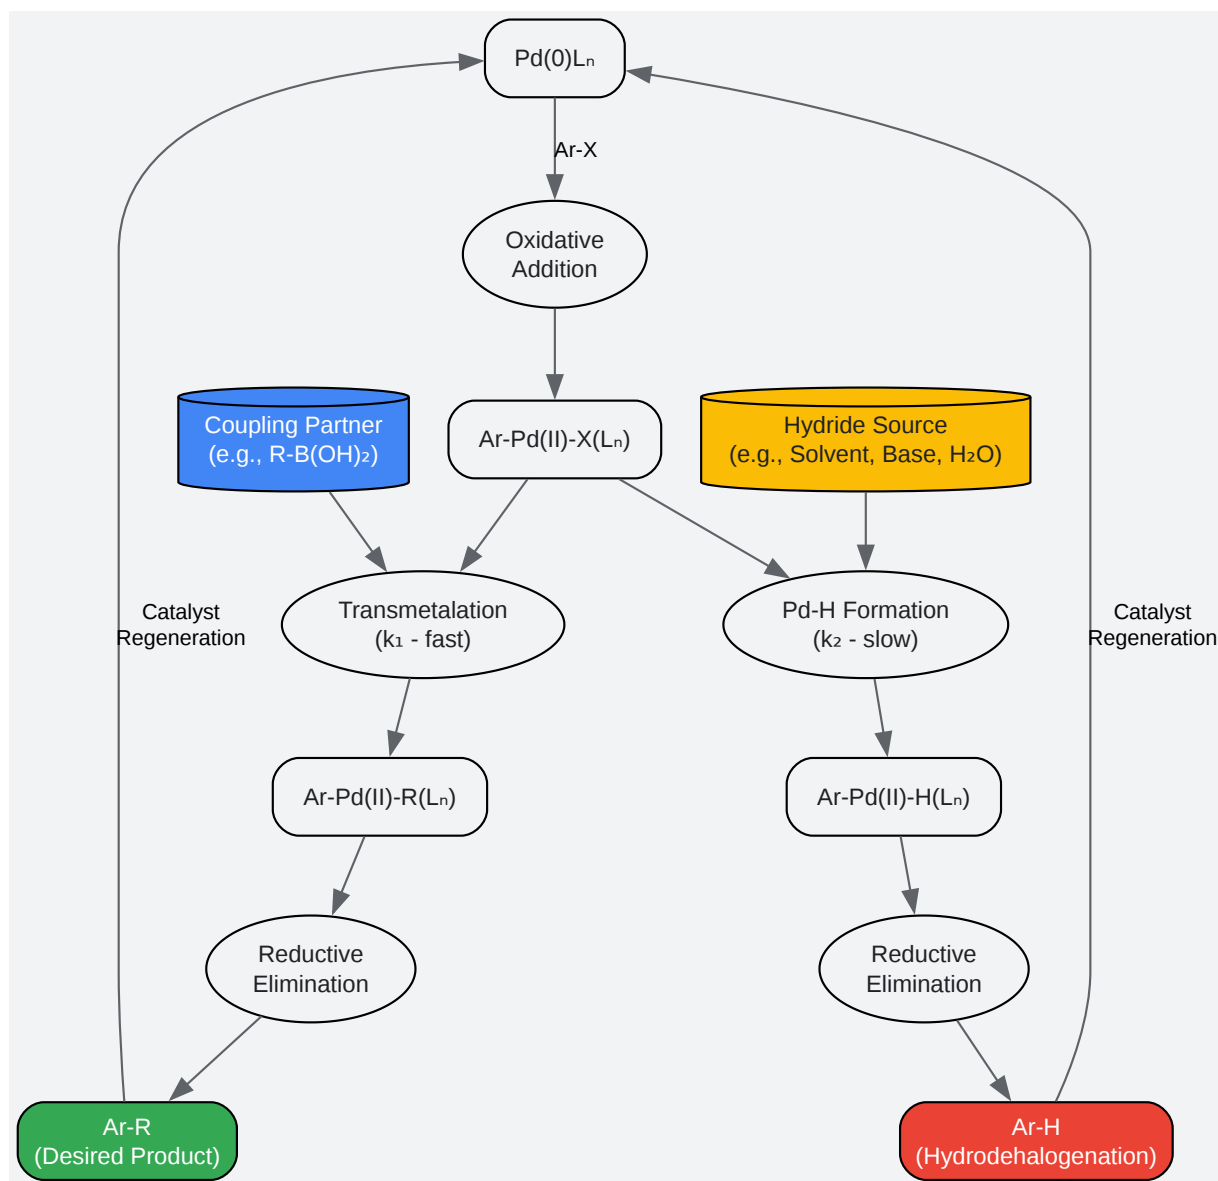 Pd(0)Lₙ
Ar-X
Oxidative
Addition
Coupling Partner
(e.g., R-B(OH)₂)
Ar-Pd(II)-X(Lₙ)
Hydride Source
(e.g., Solvent, Base, H₂O)
Catalyst
Regeneration
Transmetalation
(k₁ - fast)
Pd-H Formation
(k₂ - slow)
Catalyst
Regeneration
Ar-Pd(II)-R(Lₙ)
Ar-Pd(II)-H(Lₙ)
Reductive
Elimination
Reductive
Elimination
Ar-R
(Desired Product)
Ar-H
(Hydrodehalogenation)